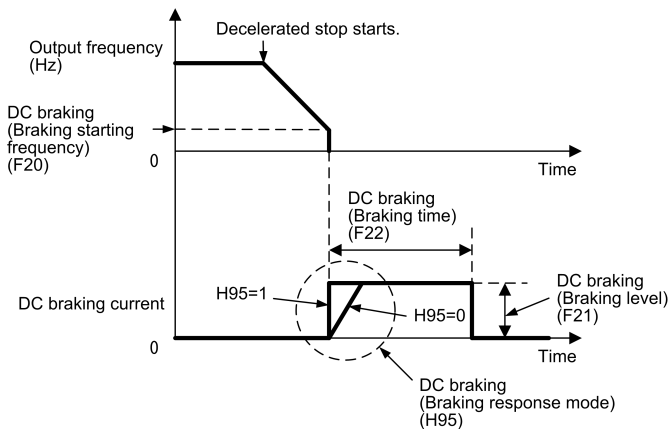 Decelerated stop starts.
Output frequency
(Hz)
DC braking
(Braking starting
frequency)
(F20)
0
Time
DC braking
(Braking time)
(F22)
DC braking current
H95=1
H95=0
DC braking
(Braking level)
(F21)
0
Time
DC braking
(Braking response mode)
(H95)